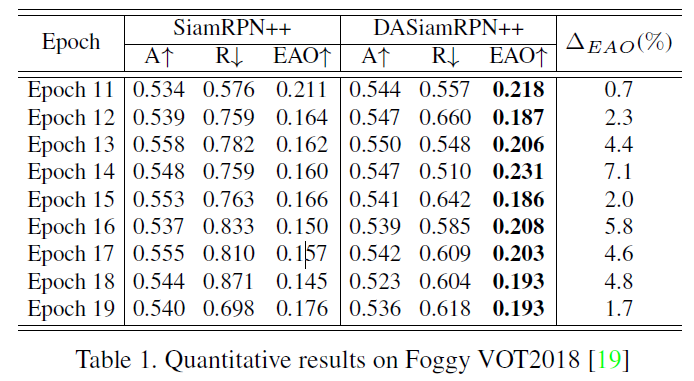 Epoch SiamRPN++ DASiamRPN++ Δ_EAO(%)
A↑ R↓ EAO↑ A↑ R↓ EAO↑
Epoch 11 0.534 0.576 0.211 0.544 0.557 0.218 0.7
Epoch 12 0.539 0.759 0.164 0.547 0.660 0.187 2.3
Epoch 13 0.558 0.782 0.162 0.550 0.548 0.206 4.4
Epoch 14 0.548 0.759 0.160 0.547 0.510 0.231 7.1
Epoch 15 0.553 0.763 0.166 0.541 0.642 0.186 2.0
Epoch 16 0.537 0.833 0.150 0.539 0.585 0.208 5.8
Epoch 17 0.555 0.810 0.157 0.542 0.609 0.203 4.6
Epoch 18 0.544 0.871 0.145 0.523 0.604 0.193 4.8
Epoch 19 0.540 0.698 0.176 0.536 0.618 0.193 1.7
Table 1. Quantitative results on Foggy VOT2018 [19]